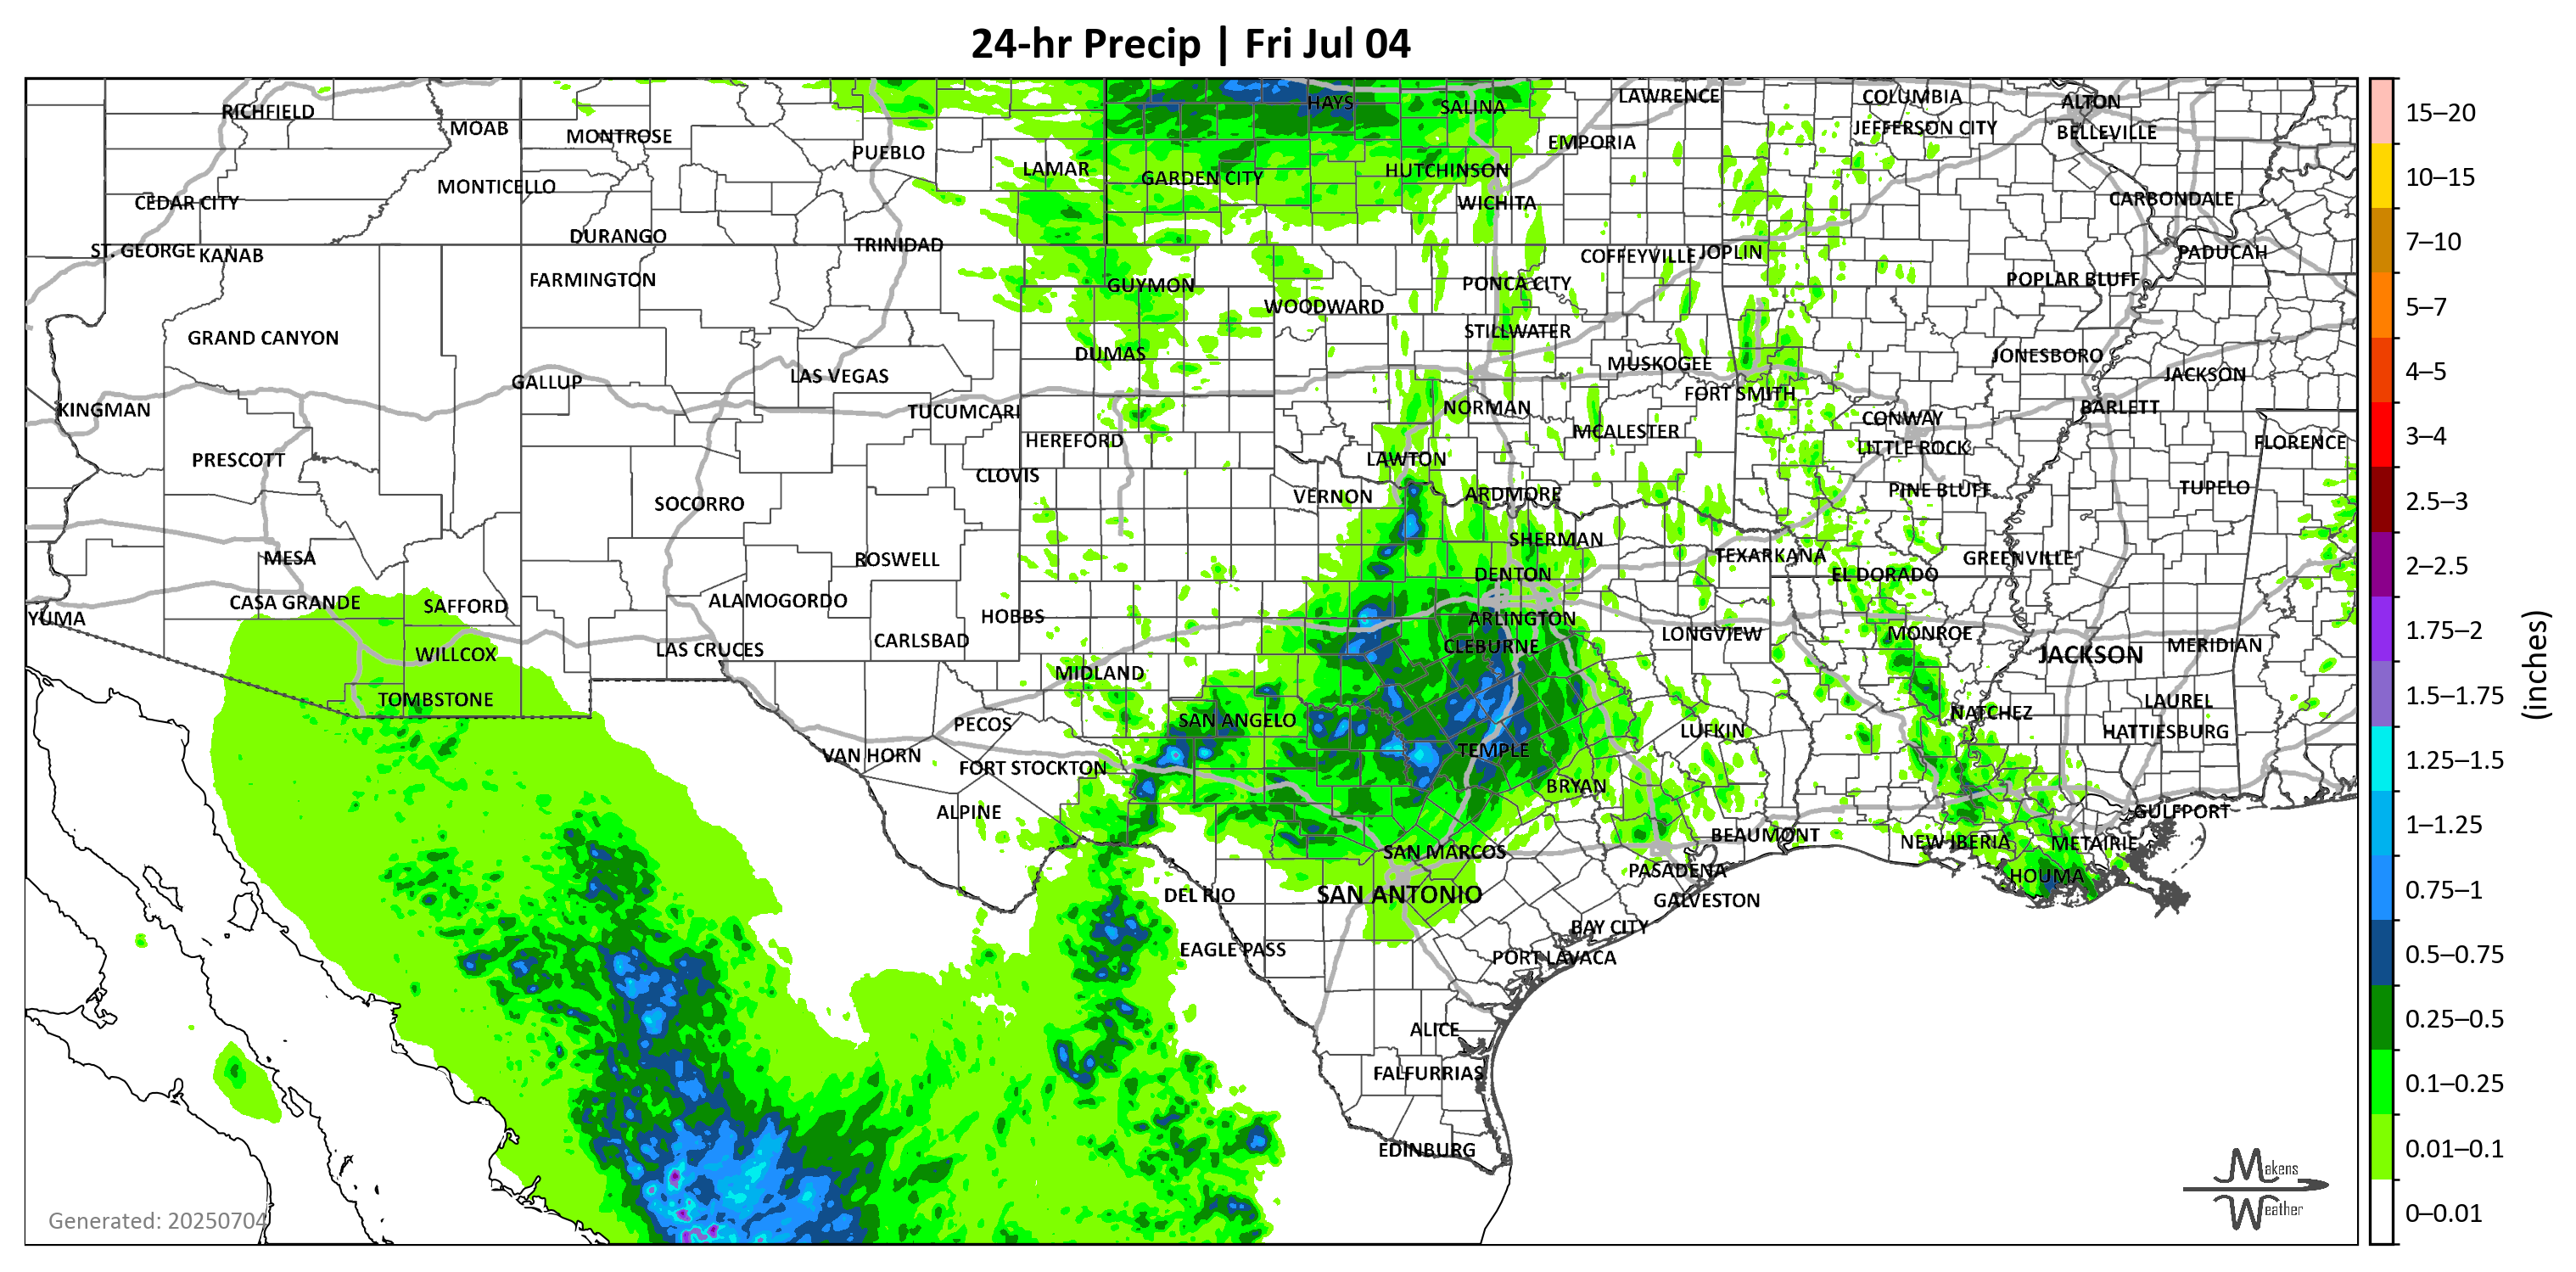 24-hr Precip | Fri Jul 04
RICHFIELD
MOAB
MONTROSE
PUEBLO
LAMAR
HAYS
SALINA
LAWRENCE
COLUMBIA
ALTON
JEFFERSON CITY
BELLEVILLE
EMPORIA
GARDEN CITY
HUTCHINSON
MONTICELLO
CEDAR CITY
WICHITA
CARBONDALE
DURANGO
TRINIDAD
ST. GEORGE
KANAB
COFFEYVILLE
JOPLIN
PADUCAH
FARMINGTON
GUYMON
PONCA CITY
POPLAR BLUFF
WOODWARD
GRAND CANYON
STILLWATER
DUMAS
MUSKOGEE
JONESBORO
GALLUP
LAS VEGAS
JACKSON
FORT SMITH
KINGMAN
TUCUMCARI
NORMAN
BARLETT
CONWAY
HEREFORD
MCALESTER
LITTLE ROCK
FLORENCE
PRESCOTT
LAWTON
CLOVIS
SOCORRO
VERNON
ARDMORE
PINE BLUFF
TUPELO
MESA
ROSWELL
SHERMAN
TEXARKANA
GREENVILLE
DENTON
EL DORADO
YUMA
CASA GRANDE
SAFFORD
ALAMOGORDO
HOBBS
ARLINGTON
WILLCOX
LAS CRUCES
CARLSBAD
CLEBURNE
LONGVIEW
MONROE
JACKSON
MERIDIAN
MIDLAND
TOMBSTONE
LAUREL
PECOS
SAN ANGELO
NATCHEZ
HATTIESBURG
LUFKIN
VAN HORN
FORT STOCKTON
TEMPLE
BRYAN
ALPINE
GULFPORT
SAN MARCOS
BEAUMONT
NEW IBERIA
METAIRIE
PASADENA
HOUMA
DEL RIO
SAN ANTONIO
GALVESTON
BAY CITY
EAGLE PASS
PORT LAVACA
ALICE
FALFURRIAS
EDINBURG
Generated: 20250704
Makens
Weather
15–20
10–15
7–10
5–7
4–5
3–4
2.5–3
2–2.5
1.75–2
1.5–1.75
1.25–1.5
1–1.25
0.75–1
0.5–0.75
0.25–0.5
0.1–0.25
0.01–0.1
0–0.01
(inches)